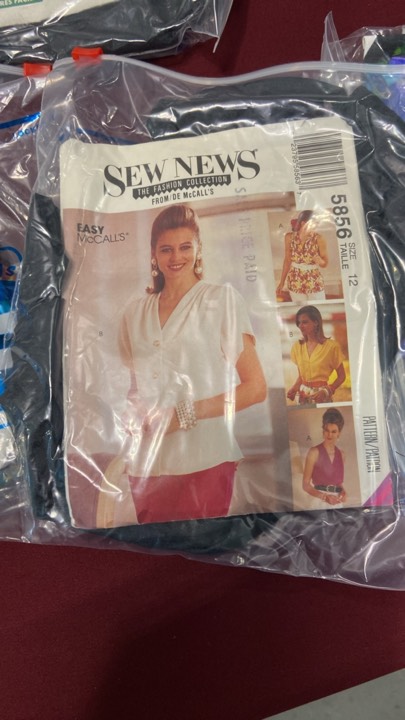 SEW NEWS
THE FASHION COLLECTION
FROM/DE McCALL'S
EASY
McCALL'S
5856 SIZE
TAILLE 12
B
B
A
PATTERN/PATRON